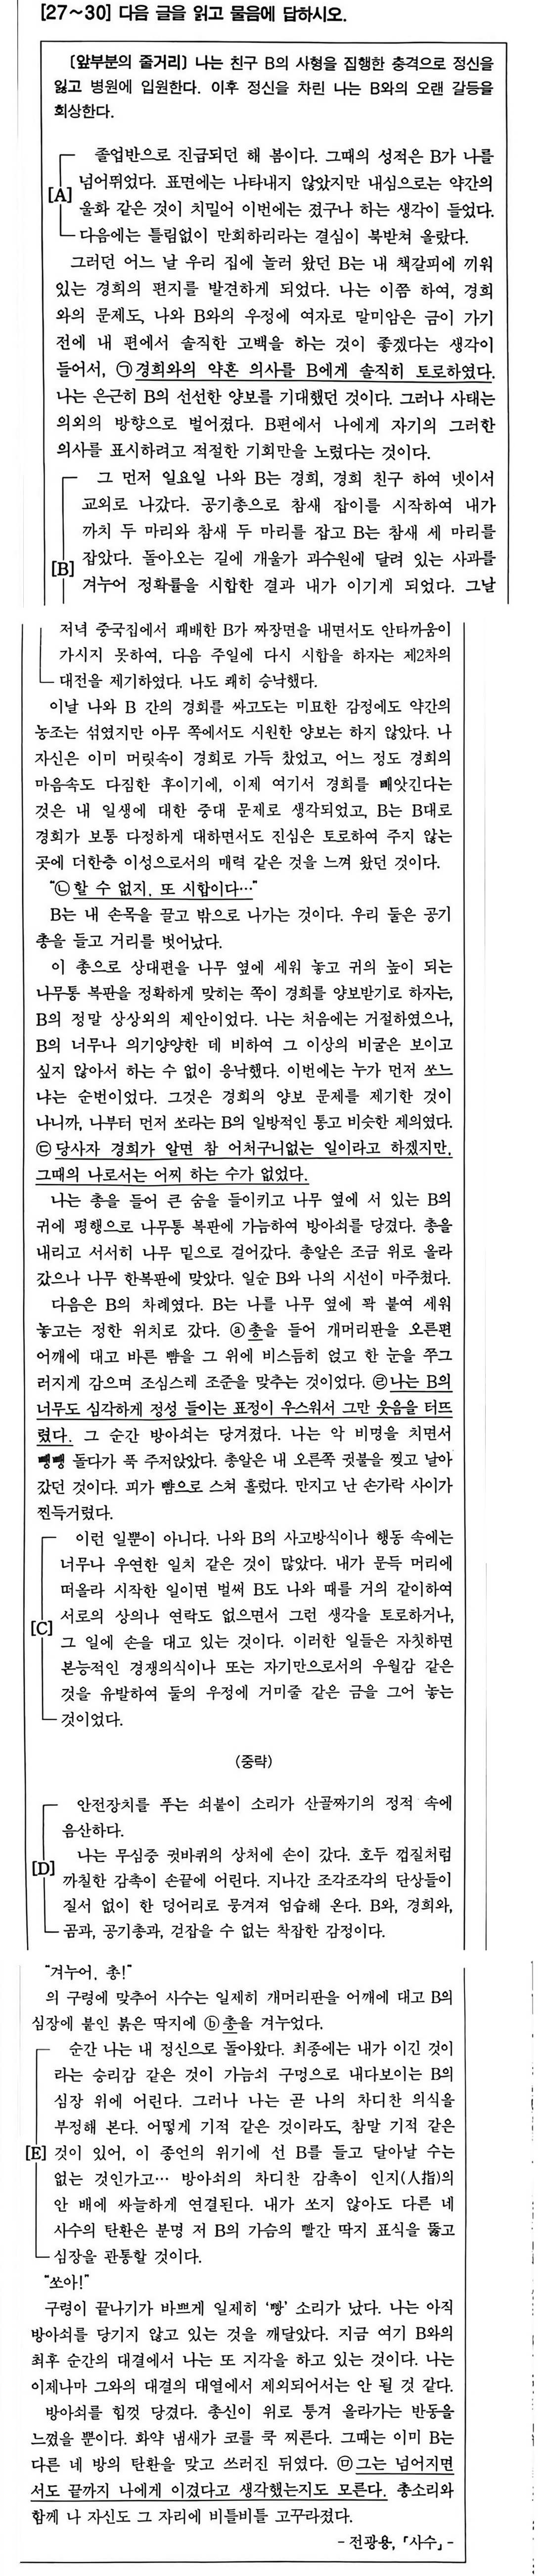 [27~30] 다음 글을 읽고 물음에 답하시오.
[앞부분의 줄거리] 나는 친구 B의 사형을 집행한 충격으로 정신을
잃고 병원에 입원한다. 이후 정신을 차린 나는 B와의 오랜 갈등을
회상한다.
졸업반으로 진급되던 해 봄이다. 그때의 성적은 B가 나를
넘어뛰었다. 표면에는 나타내지 않았지만 내심으로는 약간의
[A]
울화 같은 것이 치밀어 이번에는 졌구나 하는 생각이 들었다.
다음에는 틀림없이 만회하리라는 결심이 북받쳐 올랐다.
그러던 어느 날 우리 집에 놀러 왔던 B는 내 책갈피에 끼워
있는 경희의 편지를 발견하게 되었다. 나는 이쯤 하여, 경희
와의 문제도, 나와 B와의 우정에 여자로 말미암은 금이 가기
전에 내 편에서 솔직한 고백을 하는 것이 좋겠다는 생각이
들어서, ㉠경희와의 약혼 의사를 B에게 솔직히 토로하였다.
나는 은근히 B의 선선한 양보를 기대했던 것이다. 그러나 사태는
의외의 방향으로 벌어졌다. B편에서 나에게 자기의 그러한
의사를 표시하려고 적절한 기회만을 노렸다는 것이다.
그 먼저 일요일 나와 B는 경희, 경희 친구 하여 넷이서
교외로 나갔다. 공기총으로 참새 잡이를 시작하여 내가
까치 두 마리와 참새 두 마리를 잡고 B는 참새 세 마리를
잡았다. 돌아오는 길에 개울가 과수원에 달려 있는 사과를
[B]
겨누어 정확률을 시합한 결과 내가 이기게 되었다. 그날
저녁 중국집에서 패배한 B가 짜장면을 내면서도 안타까움이
가시지 못하여, 다음 주일에 다시 시합을 하자는 제2차의
대전을 제기하였다. 나도 쾌히 승낙했다.
이날 나와 B 간의 경희를 싸고도는 미묘한 감정에도 약간의
농조는 섞였지만 아무 쪽에서도 시원한 양보는 하지 않았다. 나
자신은 이미 머릿속이 경희로 가득 찼었고, 어느 정도 경희의
마음속도 다짐한 후이기에, 이제 여기서 경희를 빼앗긴다는
것은 내 일생에 대한 중대 문제로 생각되었고, B는 B대로
경희가 보통 다정하게 대하면서도 진심은 토로하여 주지 않는
곳에 더한층 이성으로서의 매력 같은 것을 느껴 왔던 것이다.
“㉡할 수 없지, 또 시합이다…”
B는 내 손목을 끌고 밖으로 나가는 것이다. 우리 둘은 공기
총을 들고 거리를 벗어났다.
이 총으로 상대편을 나무 옆에 세워 놓고 귀의 높이 되는
나무통 복판을 정확하게 맞히는 쪽이 경희를 양보받기로 하자는,
B의 정말 상상외의 제안이었다. 나는 처음에는 거절하였으나,
B의 너무나 의기양양한 데 비하여 그 이상의 비굴은 보이고
싶지 않아서 하는 수 없이 응낙했다. 이번에는 누가 먼저 쏘느
냐는 순번이었다. 그것은 경희의 양보 문제를 제기한 것이
나니까, 나부터 먼저 쏘라는 B의 일방적인 통고 비슷한 제의였다.
㉢당사자 경희가 알면 참 어처구니없는 일이라고 하겠지만,
그때의 나로서는 어찌 하는 수가 없었다.
나는 총을 들어 큰 숨을 들이키고 나무 옆에 서 있는 B의
귀에 평행으로 나무통 복판에 가늠하여 방아쇠를 당겼다. 총을
내리고 서서히 나무 밑으로 걸어갔다. 총알은 조금 위로 올라
갔으나 나무 한복판에 맞았다. 일순 B와 나의 시선이 마주쳤다.
다음은 B의 차례였다. B는 나를 나무 옆에 꽉 붙여 세워
놓고는 정한 위치로 갔다. ⓐ총을 들어 개머리판을 오른편
어깨에 대고 바른 뺨을 그 위에 비스듬히 얹고 한 눈을 쭈그
러지게 감으며 조심스레 조준을 맞추는 것이었다. ㉣나는 B의
너무도 심각하게 정성 들이는 표정이 우스워서 그만 웃음을 터뜨
렸다. 그 순간 방아쇠는 당겨졌다. 나는 악 비명을 치면서
뺑뺑 돌다가 푹 주저앉았다. 총알은 내 오른쪽 귓불을 찢고 날아
갔던 것이다. 피가 뺨으로 스쳐 흘렀다. 만지고 난 손가락 사이가
찐득거렸다.
이런 일뿐이 아니다. 나와 B의 사고방식이나 행동 속에는
너무나 우연한 일치 같은 것이 많았다. 내가 문득 머리에
떠올라 시작한 일이면 벌써 B도 나와 때를 거의 같이하여
서로의 상의나 연락도 없으면서 그런 생각을 토로하거나,
[C]
그 일에 손을 대고 있는 것이다. 이러한 일들은 자칫하면
본능적인 경쟁의식이나 또는 자기만으로서의 우월감 같은
것을 유발하여 둘의 우정에 거미줄 같은 금을 그어 놓는
것이었다.
(중략)
안전장치를 푸는 쇠붙이 소리가 산골짜기의 정적 속에
음산하다.
나는 무심중 귓바퀴의 상처에 손이 갔다. 호두 껍질처럼
[D]
까칠한 감촉이 손끝에 어린다. 지나간 조각조각의 단상들이
질서 없이 한 덩어리로 뭉겨져 엄습해 온다. B와, 경희와,
곰과, 공기총과, 걷잡을 수 없는 착잡한 감정이다.
“겨누어, 총!”
의 구령에 맞추어 사수는 일제히 개머리판을 어깨에 대고 B의
심장에 붙인 붉은 딱지에 ⓑ총을 겨누었다.
순간 나는 내 정신으로 돌아왔다. 최종에는 내가 이긴 것이
라는 승리감 같은 것이 가늠쇠 구멍으로 내다보이는 B의
심장 위에 어린다. 그러나 나는 곧 나의 차디찬 의식을
부정해 본다. 어떻게 기적 같은 것이라도, 참말 기적 같은
[E]
것이 있어, 이 종언의 위기에 선 B를 들고 달아날 수는
없는 것인가고… 방아쇠의 차디찬 감촉이 인지(人指)의
안 배에 싸늘하게 연결된다. 내가 쏘지 않아도 다른 네
사수의 탄환은 분명 저 B의 가슴의 빨간 딱지 표식을 뚫고
심장을 관통할 것이다.
“쏘아!”
구령이 끝나기가 바쁘게 일제히 ‘빵’ 소리가 났다. 나는 아직
방아쇠를 당기지 않고 있는 것을 깨달았다. 지금 여기 B와의
최후 순간의 대결에서 나는 또 지각을 하고 있는 것이다. 나는
이제나마 그와의 대결의 대열에서 제외되어서는 안 될 것 같다.
방아쇠를 힘껏 당겼다. 총신이 위로 퉁겨 올라가는 반동을
느꼈을 뿐이다. 화약 냄새가 코를 쿡 찌른다. 그때는 이미 B는
다른 네 방의 탄환을 맞고 쓰러진 뒤였다. ㉤그는 넘어지면
서도 끝까지 나에게 이겼다고 생각했는지도 모른다. 총소리와
함께 나 자신도 그 자리에 비틀비틀 고꾸라졌다.
- 전광용, 「사수」 -